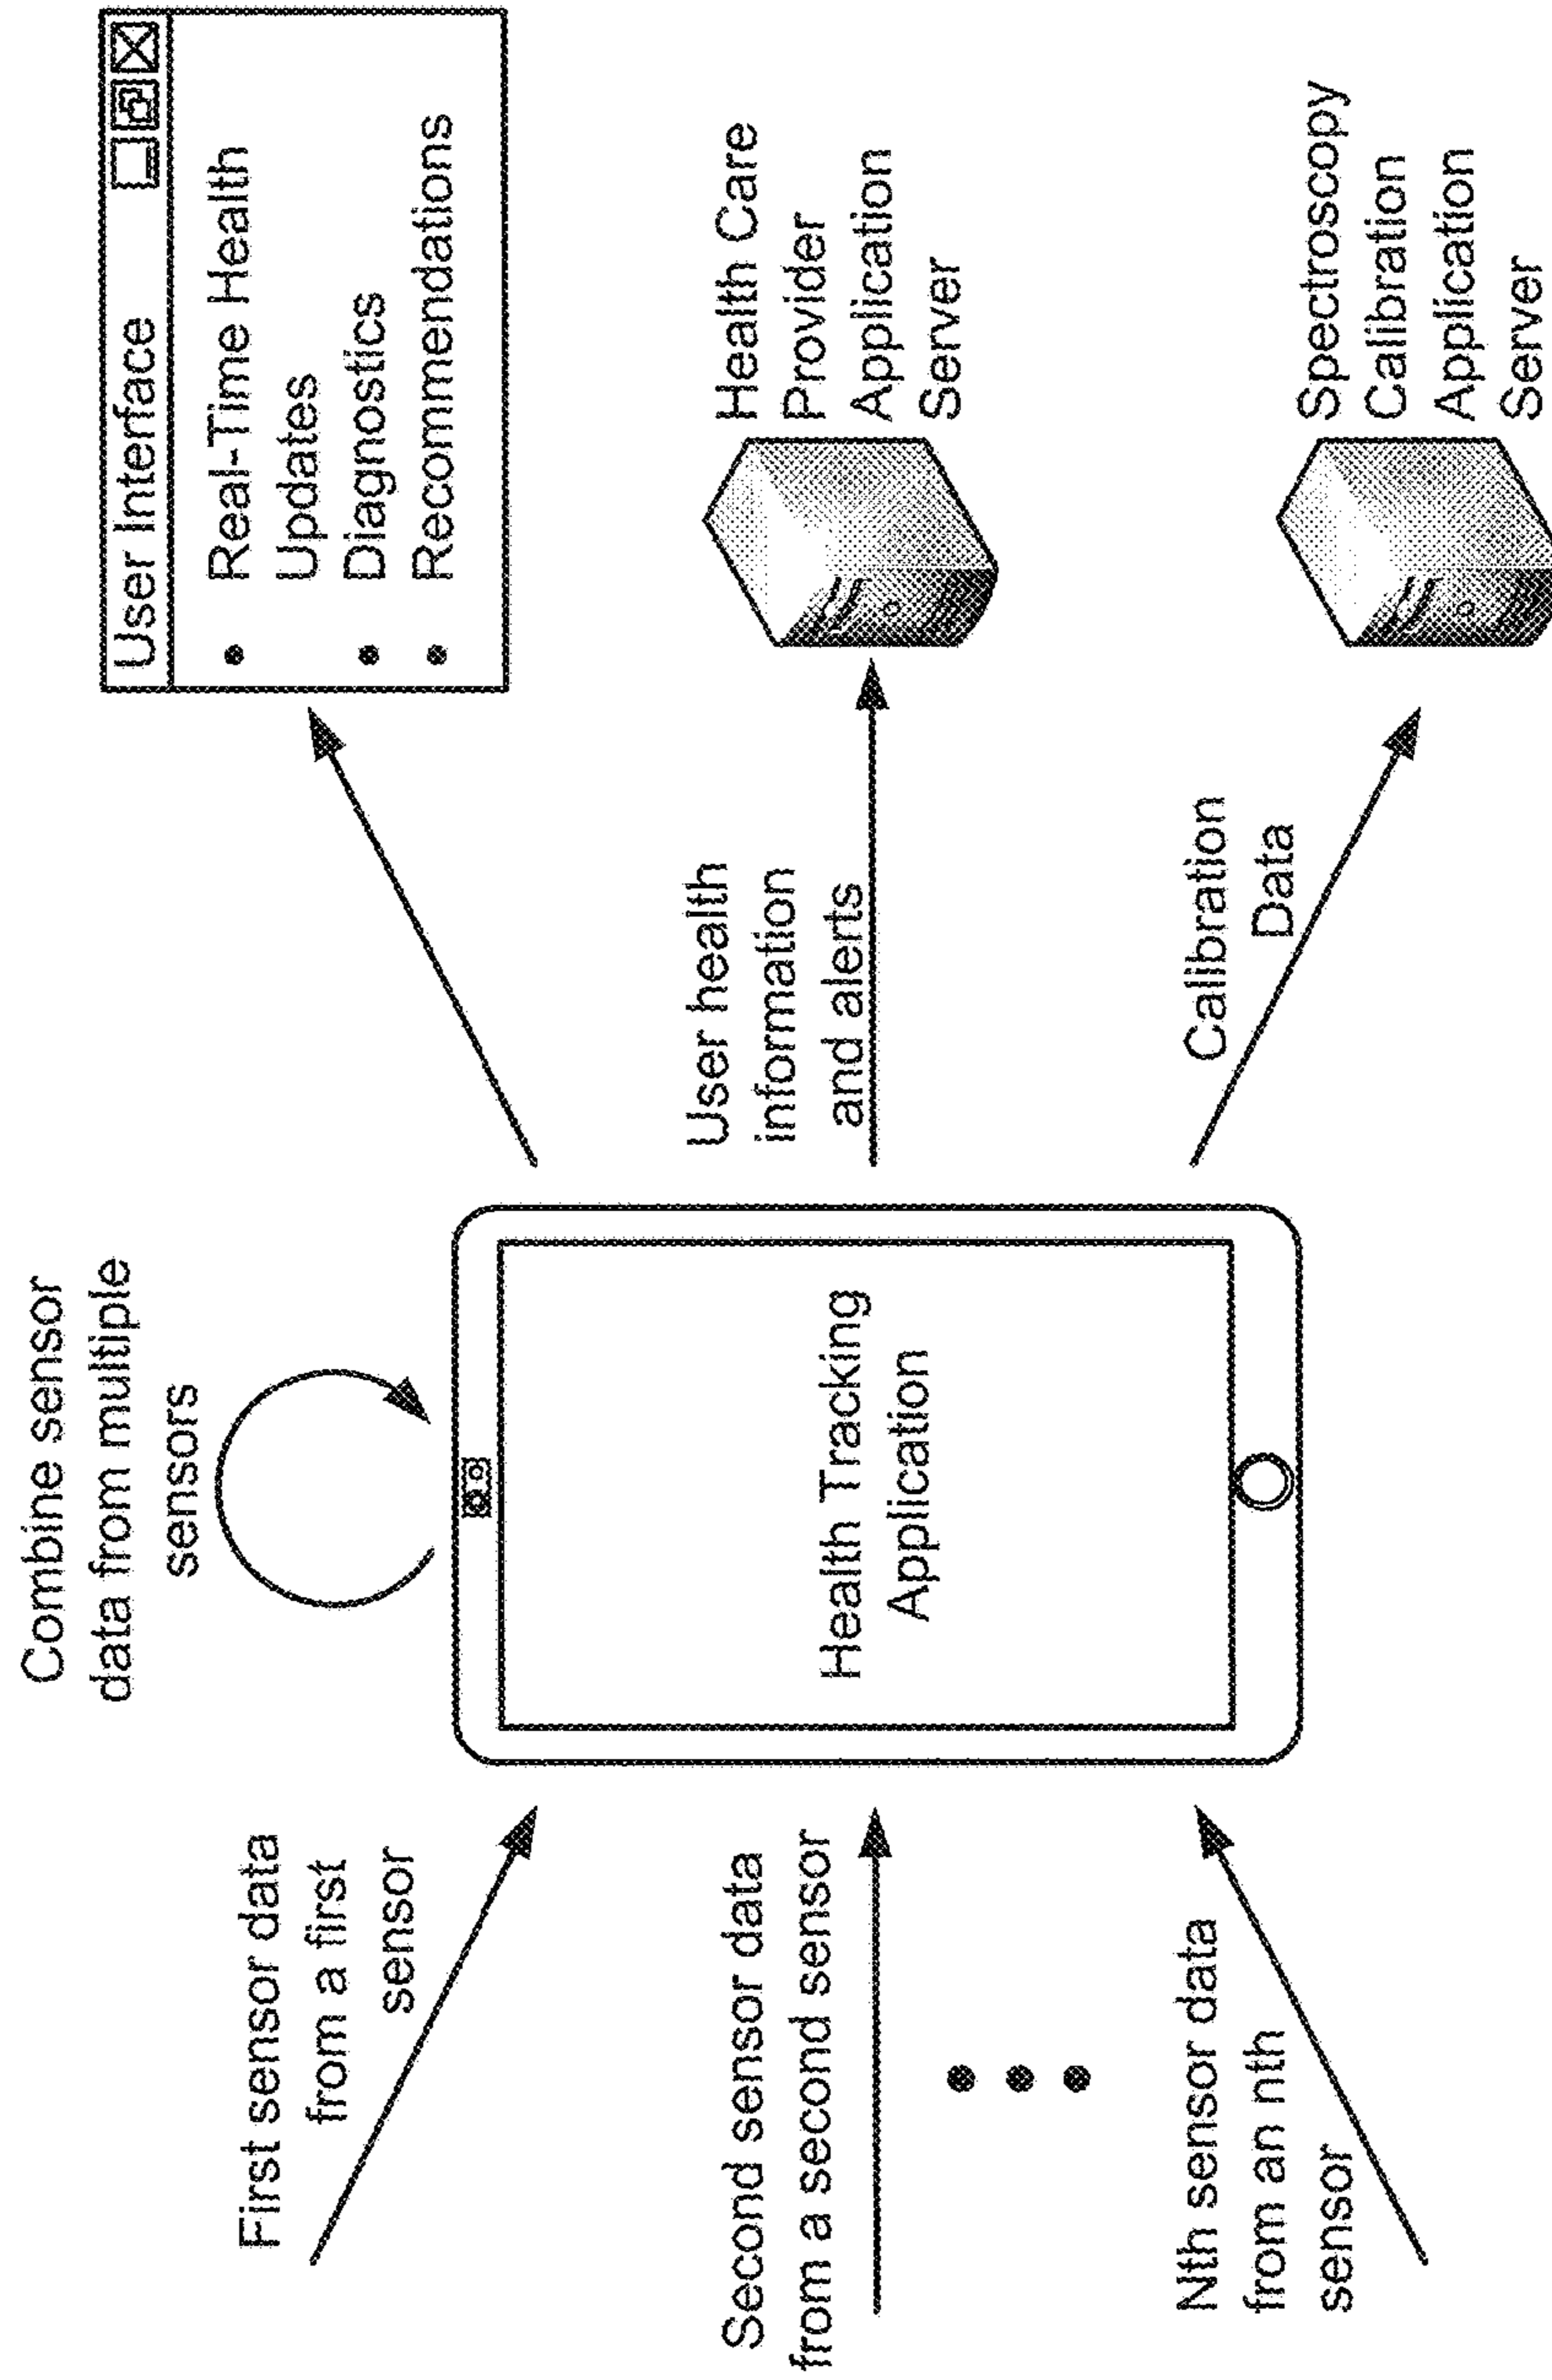 Combine sensor
data from multiple
sensors
First sensor data
from a first
sensor
Second sensor data
from a second sensor
Nth sensor data
from an nth
sensor
Health Tracking
Application
User health
information
and alerts
Calibration
Data
User Interface
• Real-Time Health
Updates
• Diagnostics
• Recommendations
Health Care
Provider
Application
Server
Spectroscopy
Calibration
Application
Server